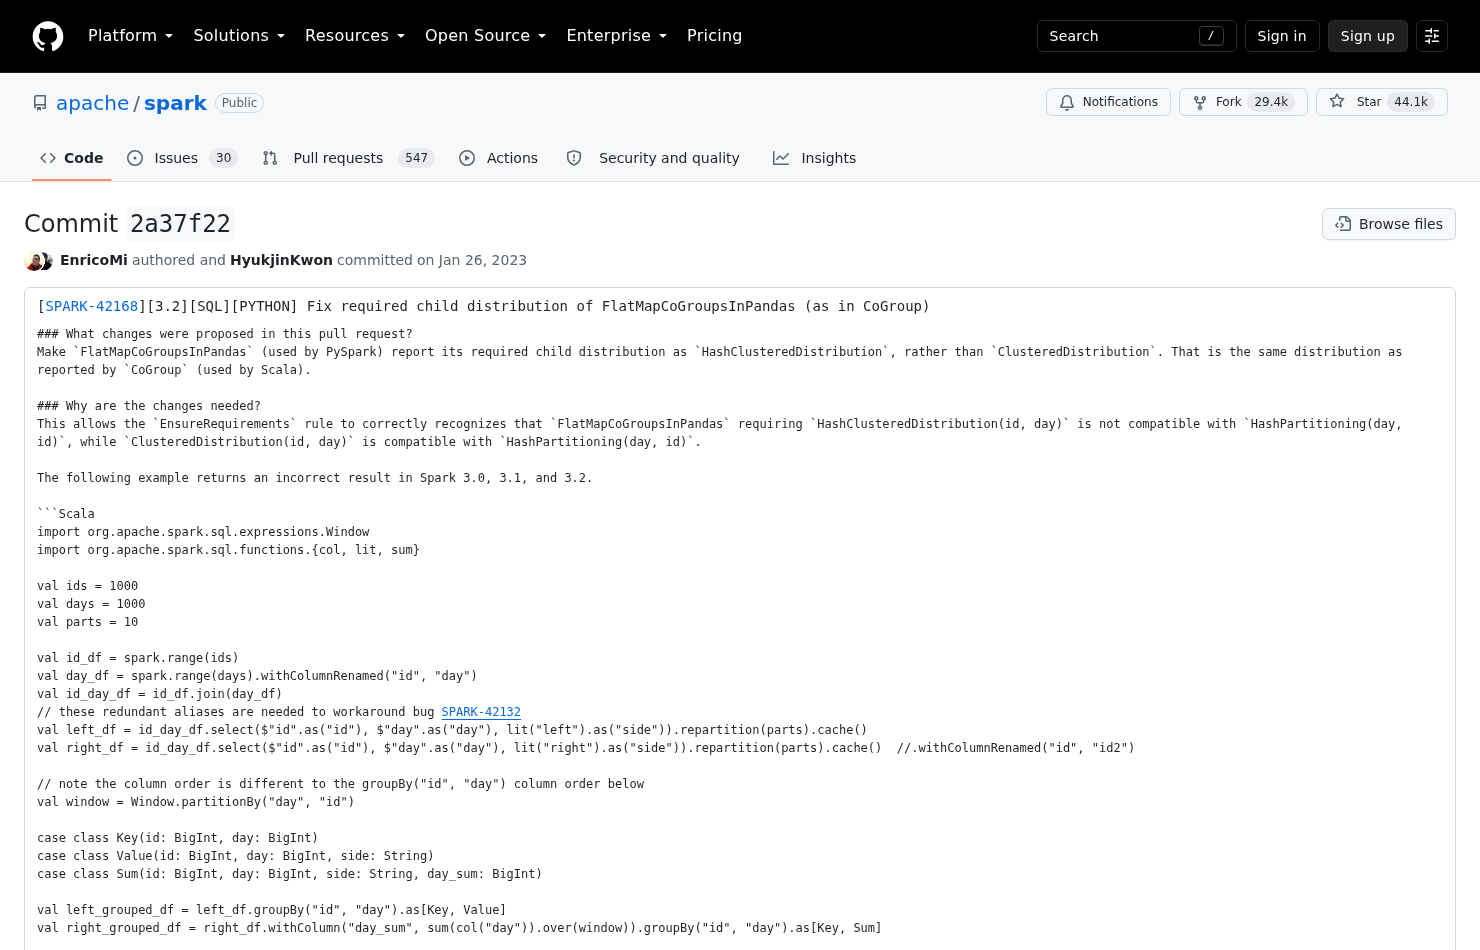 Platform Solutions Resources Open Source Enterprise Pricing Search / Sign in Sign up
apache / spark Public Notifications Fork 29.4k Star 44.1k
Code Issues 30 Pull requests 547 Actions Security and quality Insights
Commit 2a37f22 Browse files
EnricoMi authored and HyukjinKwon committed on Jan 26, 2023
[SPARK-42168][3.2][SQL][PYTHON] Fix required child distribution of FlatMapCoGroupsInPandas (as in CoGroup)
### What changes were proposed in this pull request?
Make `FlatMapCoGroupsInPandas` (used by PySpark) report its required child distribution as `HashClusteredDistribution`, rather than `ClusteredDistribution`. That is the same distribution as
reported by `CoGroup` (used by Scala).
### Why are the changes needed?
This allows the `EnsureRequirements` rule to correctly recognizes that `FlatMapCoGroupsInPandas` requiring `HashClusteredDistribution(id, day)` is not compatible with `HashPartitioning(day,
id)`, while `ClusteredDistribution(id, day)` is compatible with `HashPartitioning(day, id)`.
The following example returns an incorrect result in Spark 3.0, 3.1, and 3.2.
```Scala
import org.apache.spark.sql.expressions.Window
import org.apache.spark.sql.functions.{col, lit, sum}
val ids = 1000
val days = 1000
val parts = 10
val id_df = spark.range(ids)
val day_df = spark.range(days).withColumnRenamed("id", "day")
val id_day_df = id_df.join(day_df)
// these redundant aliases are needed to workaround bug SPARK-42132
val left_df = id_day_df.select($"id".as("id"), $"day".as("day"), lit("left").as("side")).repartition(parts).cache()
val right_df = id_day_df.select($"id".as("id"), $"day".as("day"), lit("right").as("side")).repartition(parts).cache()  //.withColumnRenamed("id", "id2")
// note the column order is different to the groupBy("id", "day") column order below
val window = Window.partitionBy("day", "id")
case class Key(id: BigInt, day: BigInt)
case class Value(id: BigInt, day: BigInt, side: String)
case class Sum(id: BigInt, day: BigInt, side: String, day_sum: BigInt)
val left_grouped_df = left_df.groupBy("id", "day").as[Key, Value]
val right_grouped_df = right_df.withColumn("day_sum", sum(col("day")).over(window)).groupBy("id", "day").as[Key, Sum]